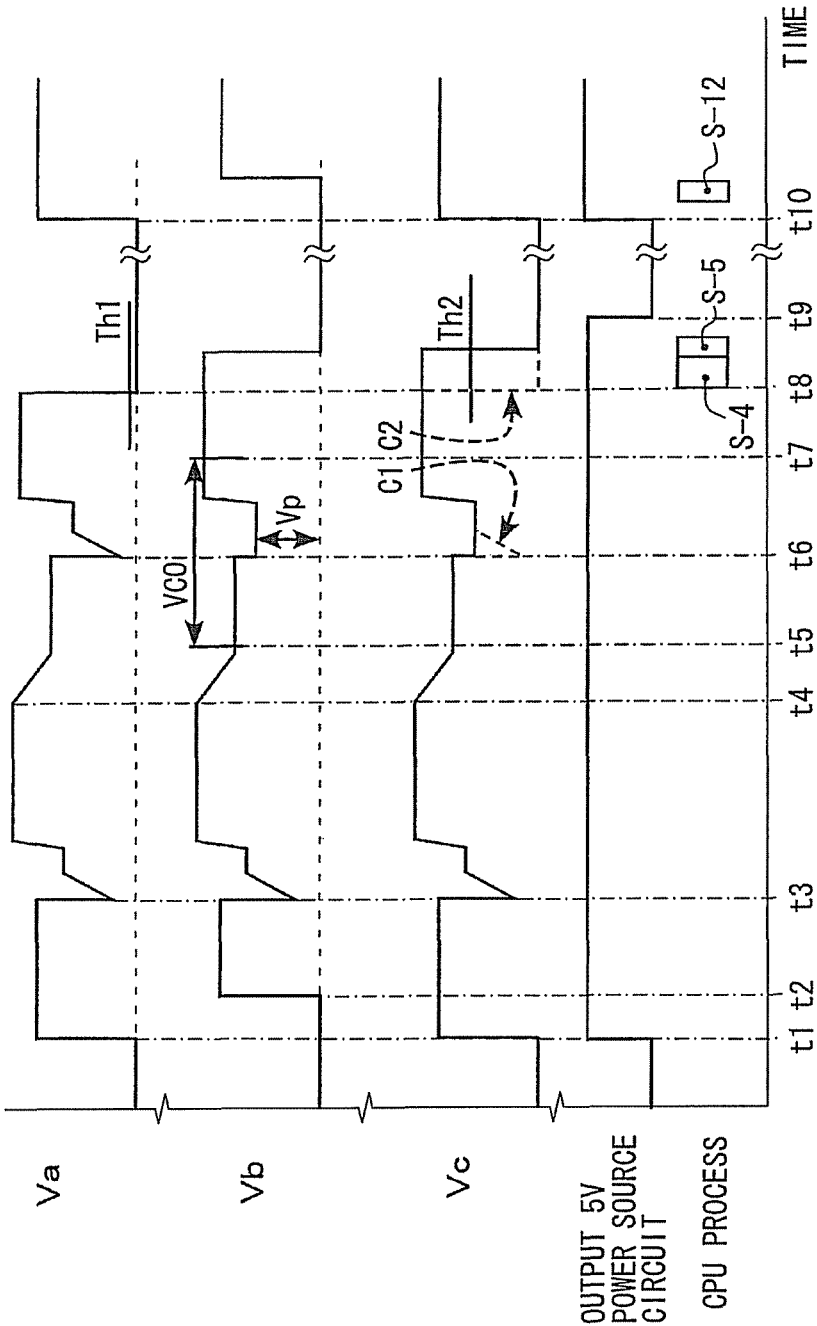 Va
Th1
Vb
VCO
Vp
Vc
Th2
C1
C2
OUTPUT 5V
POWER SOURCE
CIRCUIT
CPU PROCESS
S-4
S-5
S-12
t1
t2
t3
t4
t5
t6
t7
t8
t9
t10
TIME